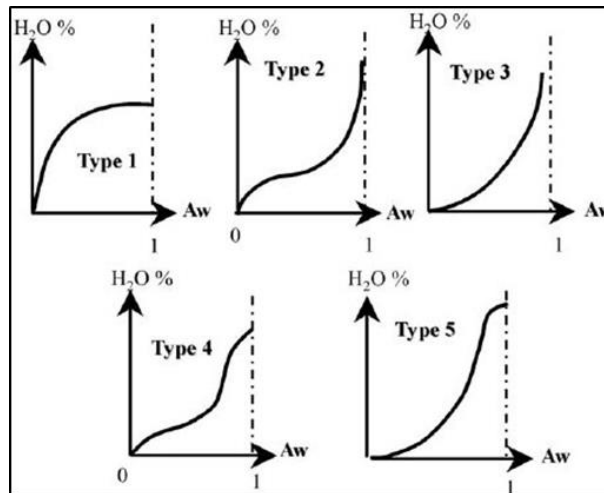 H₂O %
Type 1
Aw
1
H₂O %
Type 2
Aw
0
1
H₂O %
Type 3
Aw
1
H₂O %
Type 4
Aw
0
1
H₂O %
Type 5
Aw
1